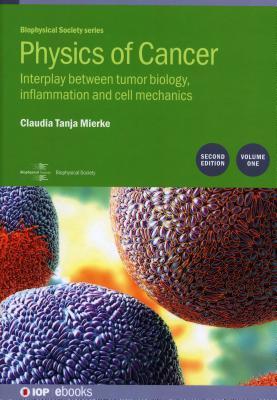 Biophysical Society series
Physics of Cancer
Interplay between tumor biology,
inflammation and cell mechanics
Claudia Tanja Mierke
SECOND
EDITION
VOLUME
ONE
Biophysical Society
IOP ebooks